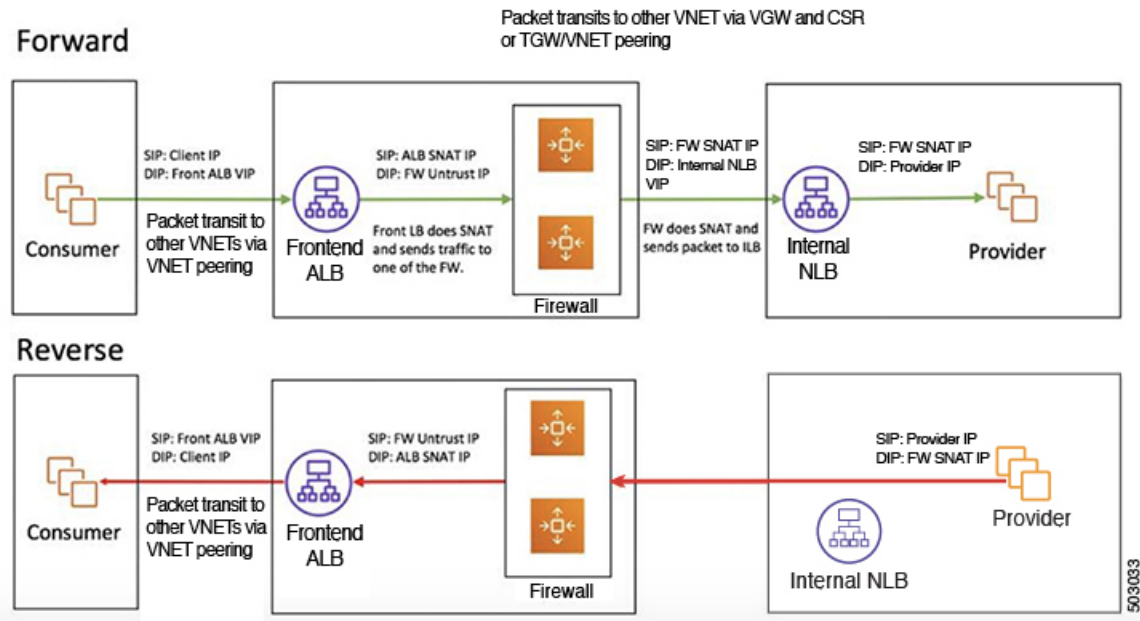 Packet transits to other VNET via VGW and CSR
or TGW/VNET peering
Forward
SIP: Client IP
DIP: Front ALB VIP
Packet transit to
other VNETs via
VNET peering
Consumer
Frontend
ALB
SIP: ALB SNAT IP
DIP: FW Untrust IP
Front LB does SNAT
and sends traffic to
one of the FW.
Firewall
SIP: FW SNAT IP
DIP: Internal NLB
VIP
FW does SNAT and
sends packet to ILB
Internal
NLB
SIP: FW SNAT IP
DIP: Provider IP
Provider
Reverse
SIP: Front ALB VIP
DIP: Client IP
Packet transit to
other VNETs via
VNET peering
Consumer
Frontend
ALB
SIP: FW Untrust IP
DIP: ALB SNAT IP
Firewall
SIP: Provider IP
DIP: FW SNAT IP
Provider
Internal NLB
503033